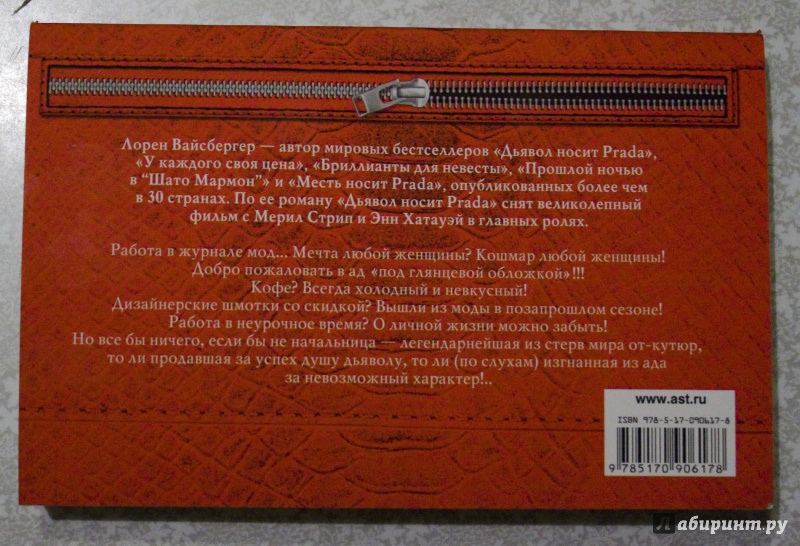 Лорен Вайсбергер — автор мировых бестселлеров «Дьявол носит Prada»,
«У каждого своя цена», «Бриллианты для невесты», «Прошлой ночью
в “Шато Мармон”» и «Месть носит Prada», опубликованных более чем
в 30 странах. По ее роману «Дьявол носит Prada» снят великолепный
фильм с Мерил Стрип и Энн Хатауэй в главных ролях.
Работа в журнале мод... Мечта любой женщины? Кошмар любой женщины!
Добро пожаловать в ад «под глянцевой обложкой»!!!
Кофе? Всегда холодный и невкусный!
Дизайнерские шмотки со скидкой? Вышли из моды в позапрошлом сезоне!
Работа в неурочное время? О личной жизни можно забыть!
Но все бы ничего, если бы не начальница — легендарнейшая из стерв мира от-кутюр,
то ли продавшая за успех душу дьяволу, то ли (по слухам) изгнанная из ада
за невозможный характер!..
www.ast.ru
ISBN 978-5-17-090617-8
9 785170 906178
Лабиринт.ру